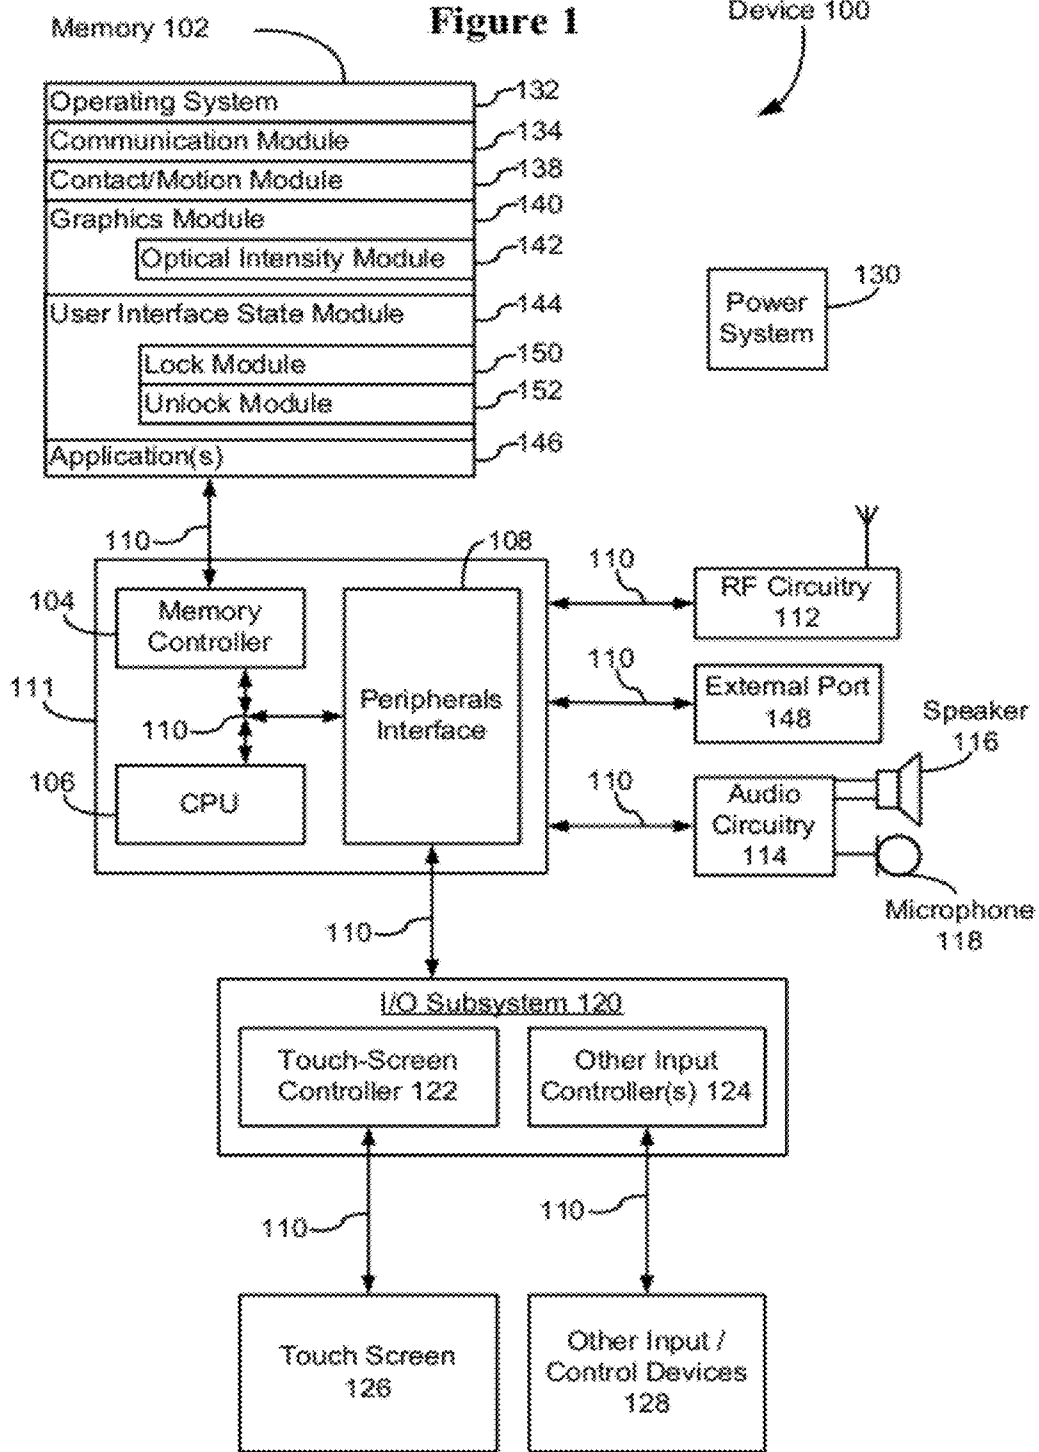 Figure 1
Memory 102
Device 100
Operating System
132
Communication Module
134
Contact/Motion Module
138
Graphics Module
140
Optical Intensity Module
142
User Interface State Module
144
Lock Module
150
Unlock Module
152
Application(s)
146
Power
System
130
110
108
104
Memory
Controller
111
110
Peripherals
Interface
106
CPU
110
RF Circuitry
112
110
External Port
148
Speaker
116
110
Audio
Circuitry
114
Microphone
118
110
I/O Subsystem 120
Touch-Screen
Controller 122
Other Input
Controller(s) 124
110
110
Touch Screen
126
Other Input /
Control Devices
128